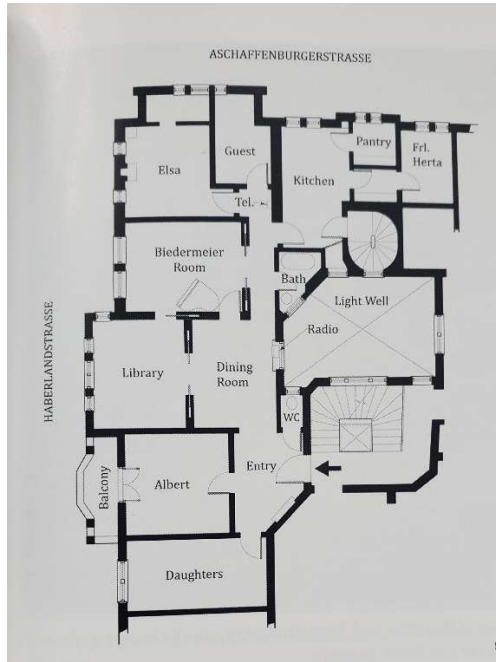 ASCHAFFENBURGERSTRASSE
Pantry
Guest
Frl.
Herta
Elsa
Kitchen
Tel.
Biedermeier
Room
Bath
Light Well
Radio
HABERLANDSTRASSE
Library
Dining
Room
WC
Entry
Balcony
Albert
Daughters